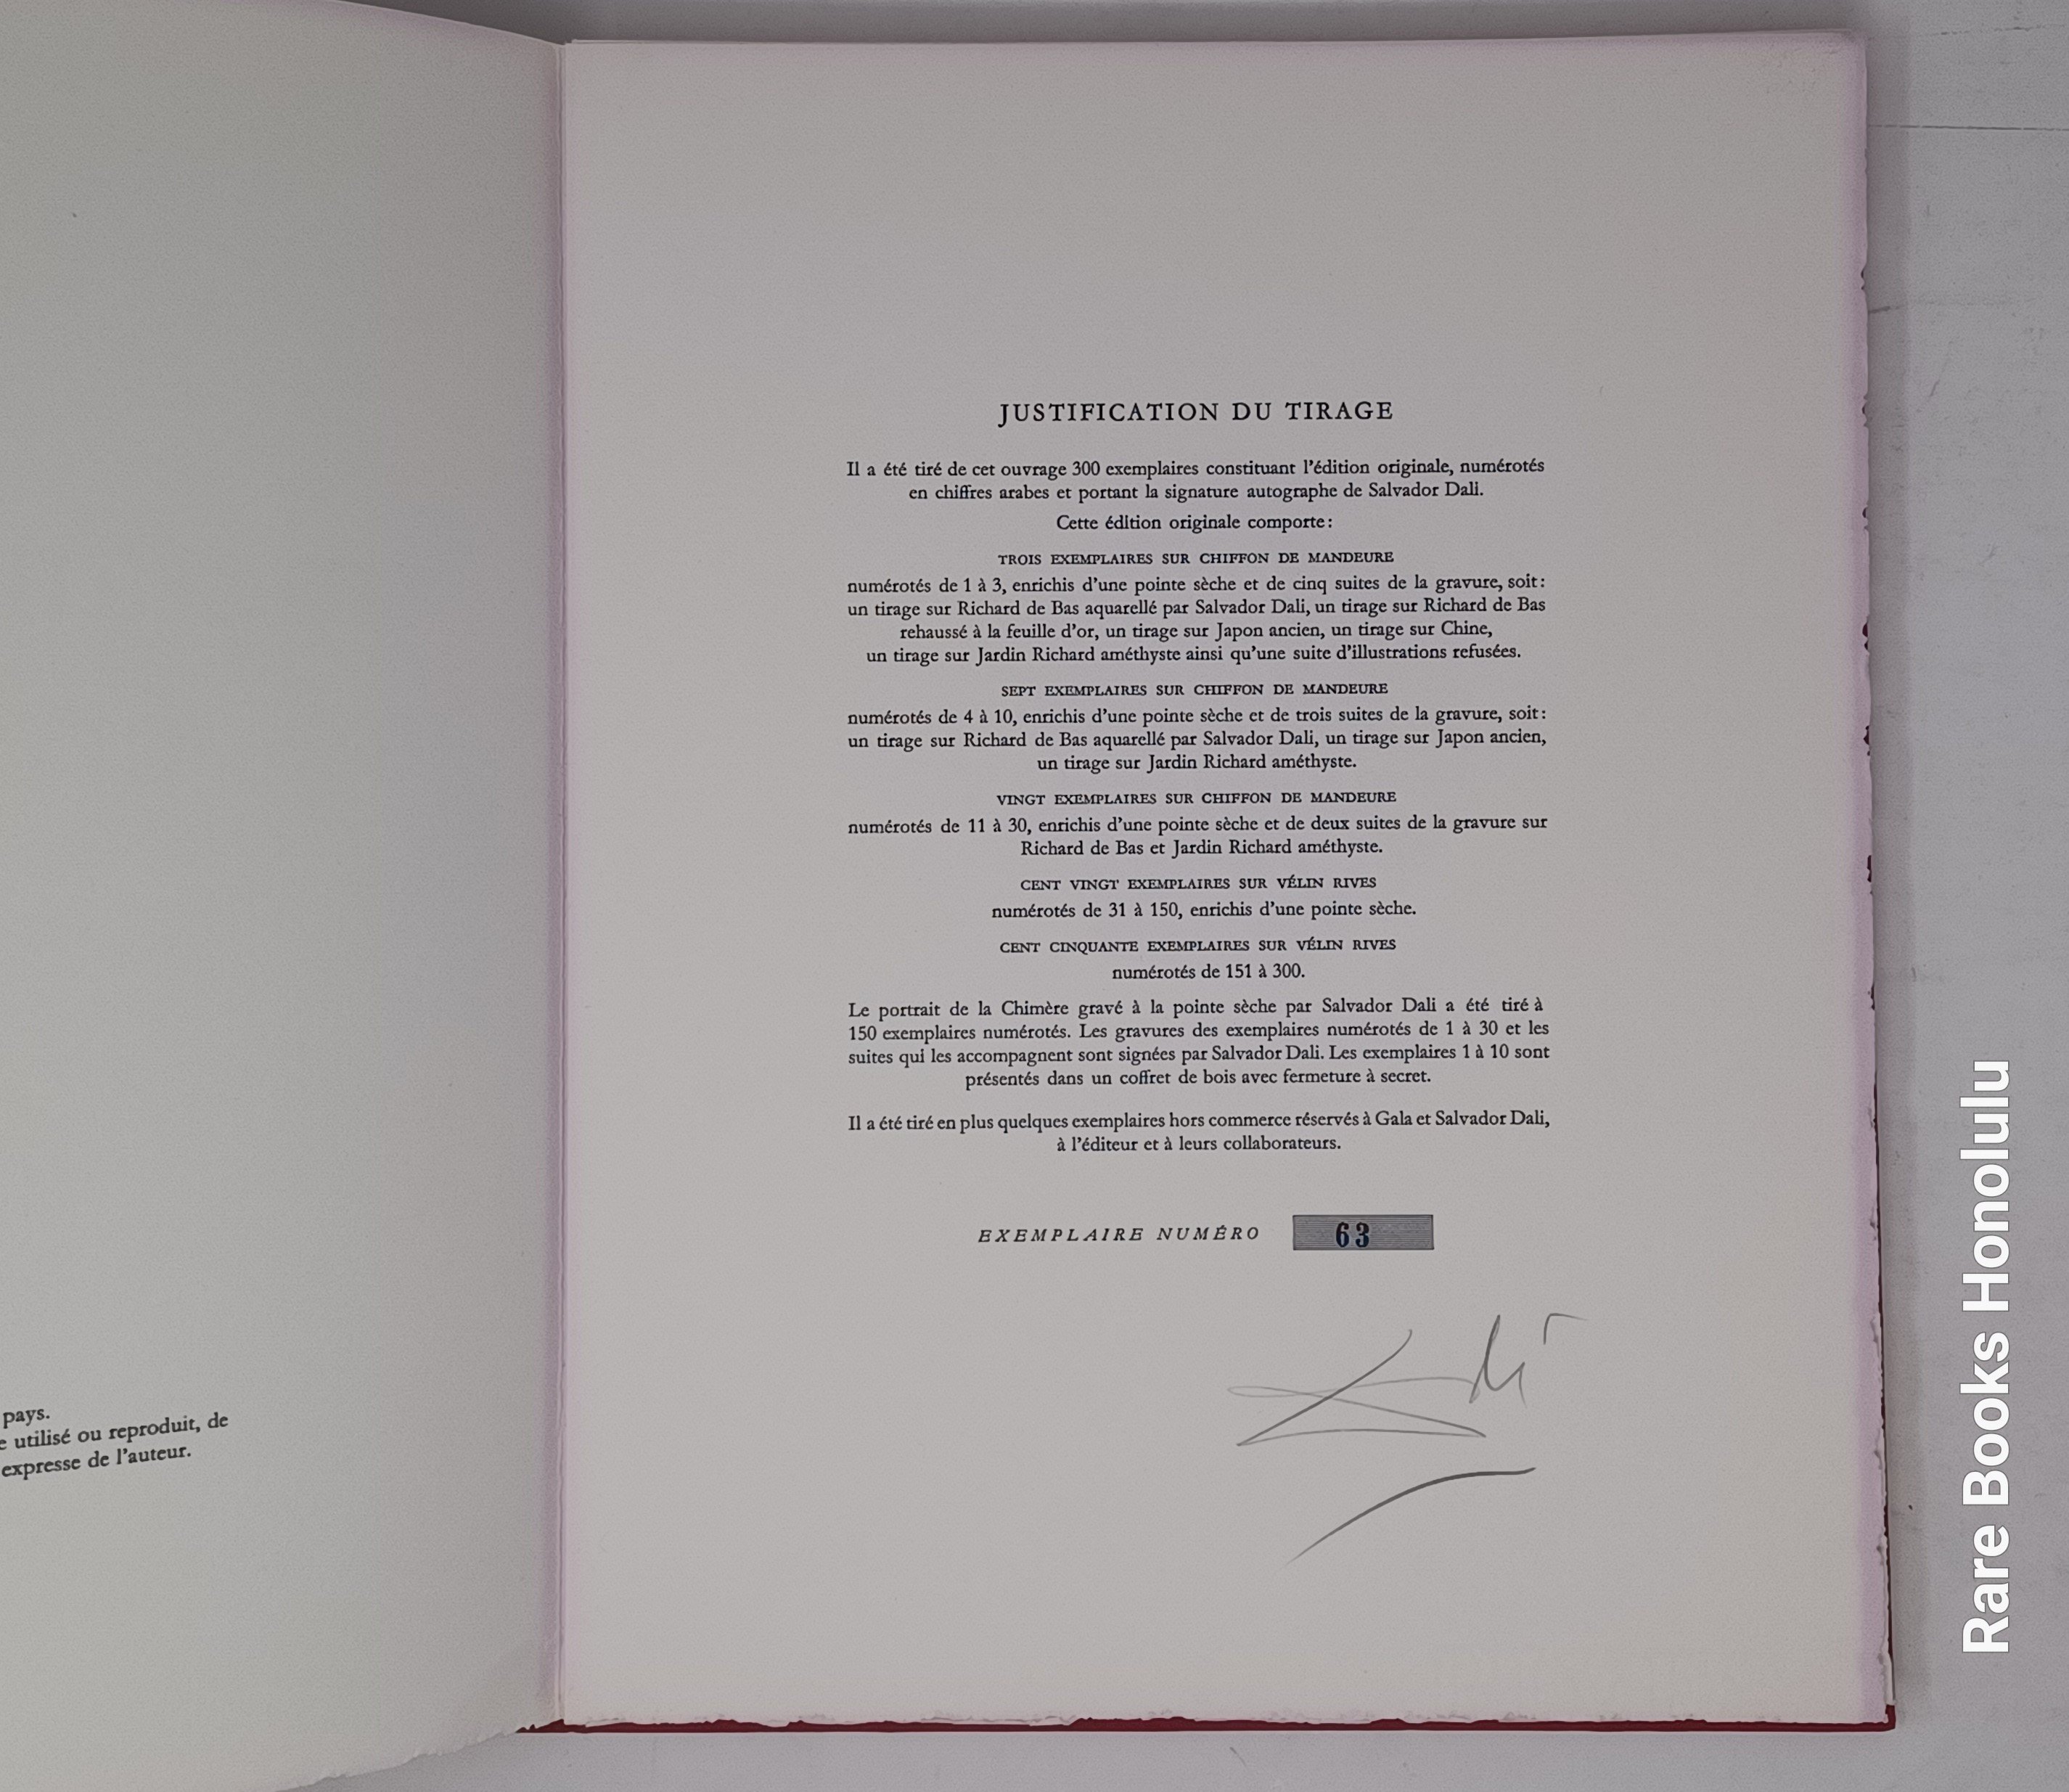 pays.
utilisé ou reproduit, de
expresse de l'auteur.
JUSTIFICATION DU TIRAGE
Il a été tiré de cet ouvrage 300 exemplaires constituant l'édition originale, numérotés
en chiffres arabes et portant la signature autographe de Salvador Dali.
Cette édition originale comporte:
TROIS EXEMPLAIRES SUR CHIFFON DE MANDEURE
numérotés de 1 à 3, enrichis d'une pointe sèche et de cinq suites de la gravure, soit:
un tirage sur Richard de Bas aquarellé par Salvador Dali, un tirage sur Richard de Bas
rehaussé à la feuille d'or, un tirage sur Japon ancien, un tirage sur Chine,
un tirage sur Jardin Richard améthyste ainsi qu'une suite d'illustrations refusées.
SEPT EXEMPLAIRES SUR CHIFFON DE MANDEURE
numérotés de 4 à 10, enrichis d'une pointe sèche et de trois suites de la gravure, soit:
un tirage sur Richard de Bas aquarellé par Salvador Dali, un tirage sur Japon ancien,
un tirage sur Jardin Richard améthyste.
VINGT EXEMPLAIRES SUR CHIFFON DE MANDEURE
numérotés de 11 à 30, enrichis d'une pointe sèche et de deux suites de la gravure sur
Richard de Bas et Jardin Richard améthyste.
CENT VINGT EXEMPLAIRES SUR VÉLIN RIVES
numérotés de 31 à 150, enrichis d'une pointe sèche.
CENT CINQUANTE EXEMPLAIRES SUR VÉLIN RIVES
numérotés de 151 à 300.
Le portrait de la Chimère gravé à la pointe sèche par Salvador Dali a été tiré à
150 exemplaires numérotés. Les gravures des exemplaires numérotés de 1 à 30 et les
suites qui les accompagnent sont signées par Salvador Dali. Les exemplaires 1 à 10 sont
présentés dans un coffret de bois avec fermeture à secret.
Il a été tiré en plus quelques exemplaires hors commerce réservés à Gala et Salvador Dali,
à l'éditeur et à leurs collaborateurs.
EXEMPLAIRE NUMÉRO 63
Dali
Rare Books Honolulu